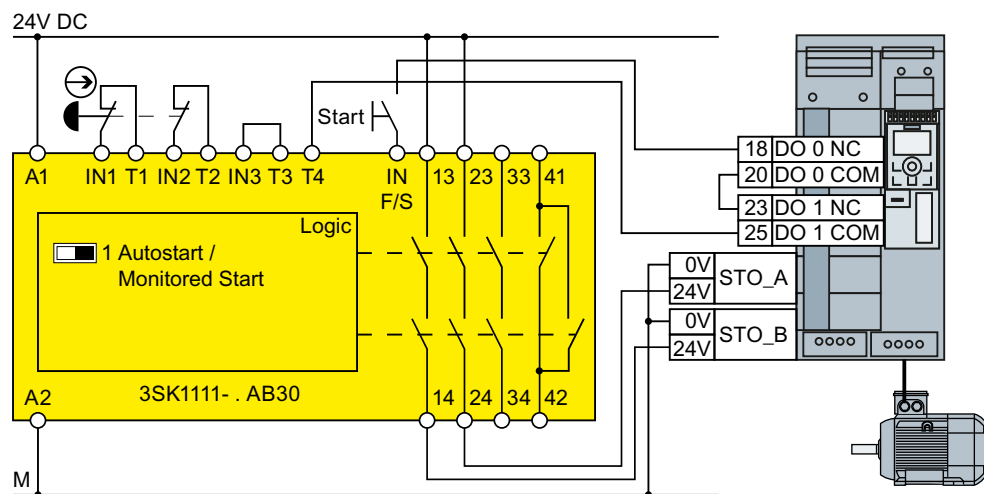 24V DC
Start
18 DO 0 NC
20 DO 0 COM
23 DO 1 NC
25 DO 1 COM
A1 IN1 T1 IN2 T2 IN3 T3 T4 IN F/S 13 23 33 41
Logic
1 Autostart /
Monitored Start
0V
24V
STO_A
0V
24V
STO_B
A2 3SK1111- . AB30 14 24 34 42
M